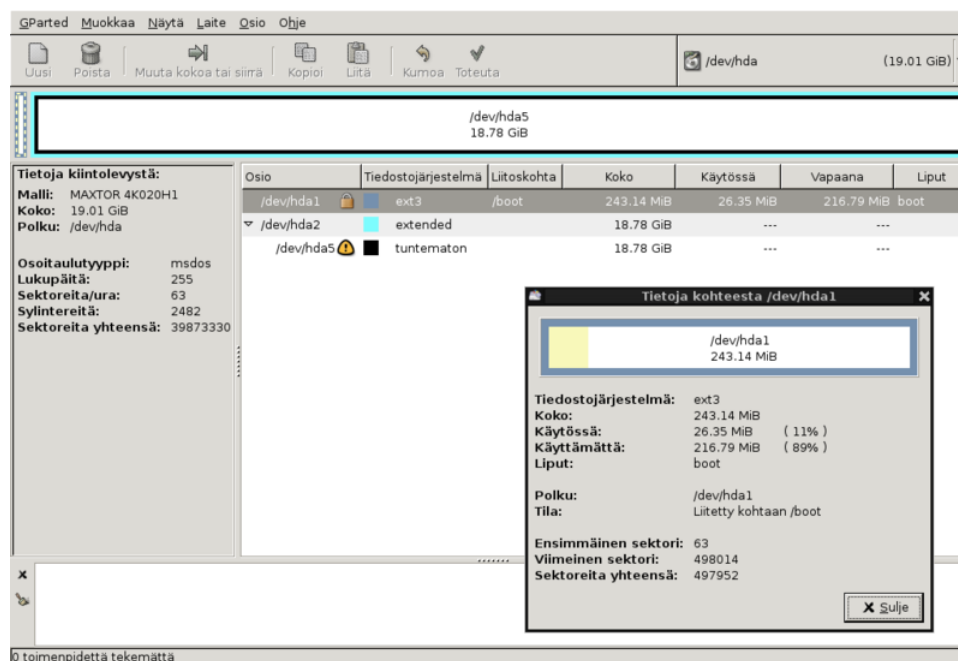 GParted Muokkaa Näytä Laite Osio Ohje
Uusi Poista Muuta kokoa tai siirrä Kopioi Liitä Kumoa Toteuta /dev/hda (19.01 GiB)
/dev/hda5
18.78 GiB
Tietoja kiintolevystä:
Malli: MAXTOR 4K020H1
Koko: 19.01 GiB
Polku: /dev/hda
Osoitaulutyyppi: msdos
Lukupäitä: 255
Sektoreita/ura: 63
Sylintereitä: 2482
Sektoreita yhteensä: 39873330
Osio Tiedostojärjestelmä Liitoskohta Koko Käytössä Vapaana Liput
/dev/hda1 ext3 /boot 243.14 MiB 26.35 MiB 216.79 MiB boot
/dev/hda2 extended 18.78 GiB --- ---
/dev/hda5 tuntematon 18.78 GiB --- ---
Tietoja kohteesta /dev/hda1
/dev/hda1
243.14 MiB
Tiedostojärjestelmä: ext3
Koko: 243.14 MiB
Käytössä: 26.35 MiB ( 11% )
Käyttämättä: 216.79 MiB ( 89% )
Liput: boot
Polku: /dev/hda1
Tila: Liitetty kohtaan /boot
Ensimmäinen sektori: 63
Viimeinen sektori: 498014
Sektoreita yhteensä: 497952
Sulje
0 toimenpidettä tekemättä